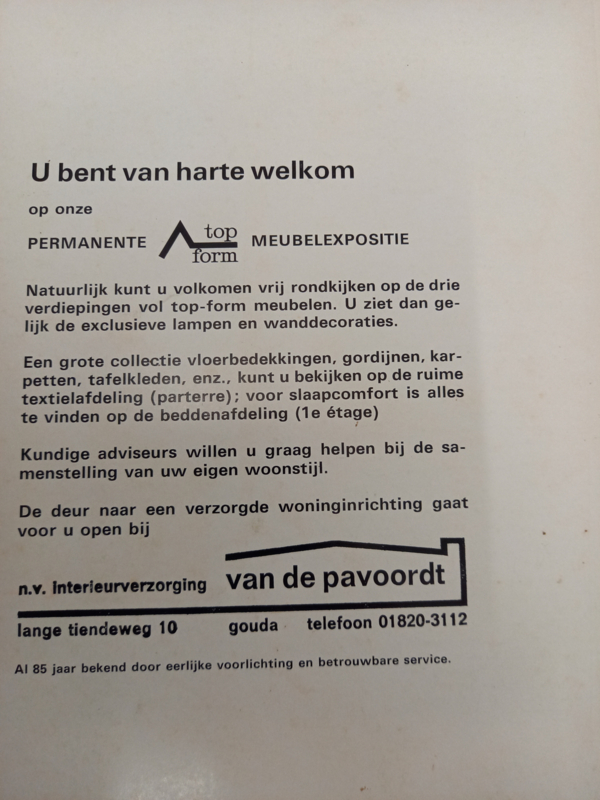 U bent van harte welkom
op onze
PERMANENTE top form MEUBELEXPOSITIE
Natuurlijk kunt u volkomen vrij rondkijken op de drie
verdiepingen vol top-form meubelen. U ziet dan ge-
lijk de exclusieve lampen en wanddecoraties.
Een grote collectie vloerbedekkingen, gordijnen, kar-
petten, tafelkleden, enz., kunt u bekijken op de ruime
textielafdeling (parterre); voor slaapcomfort is alles
te vinden op de beddenafdeling (1e étage)
Kundige adviseurs willen u graag helpen bij de sa-
menstelling van uw eigen woonstijl.
De deur naar een verzorgde woninginrichting gaat
voor u open bij
n.v. interieurverzorging van de pavoordt
lange tiendeweg 10 gouda telefoon 01820-3112
Al 85 jaar bekend door eerlijke voorlichting en betrouwbare service.